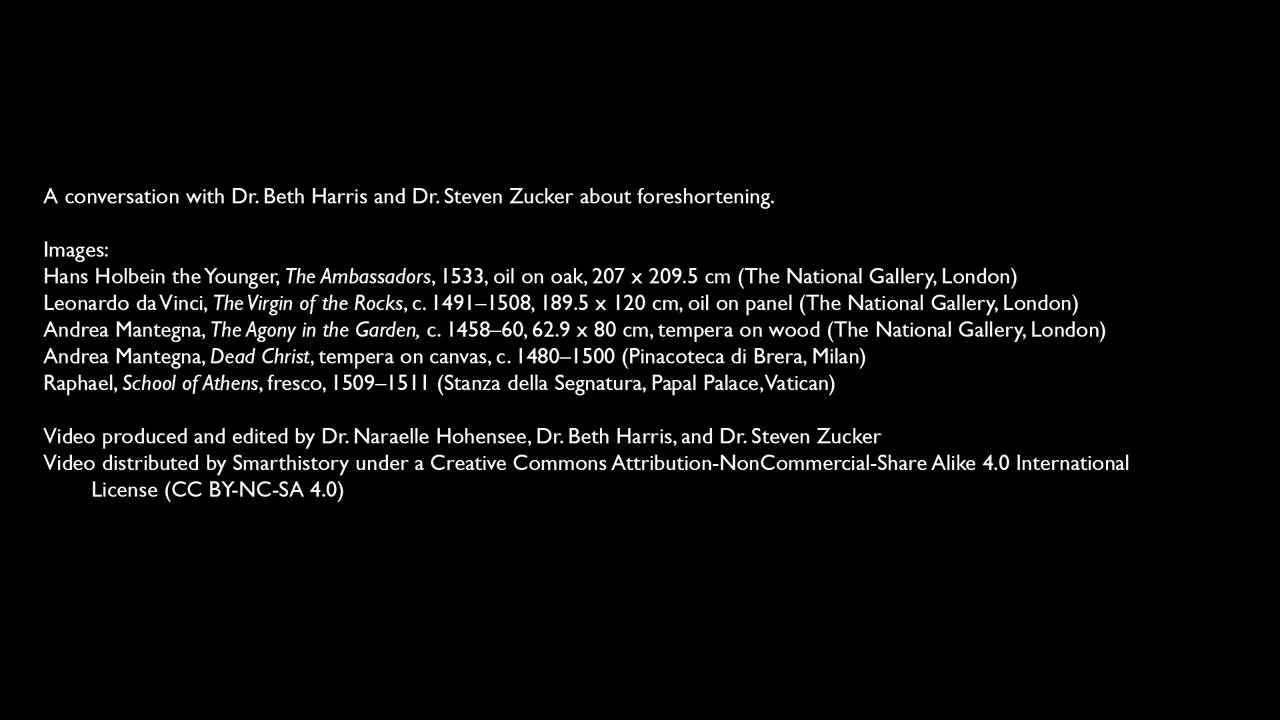 A conversation with Dr. Beth Harris and Dr. Steven Zucker about foreshortening.
Images:
Hans Holbein the Younger, The Ambassadors, 1533, oil on oak, 207 x 209.5 cm (The National Gallery, London)
Leonardo da Vinci, The Virgin of the Rocks, c. 1491–1508, 189.5 x 120 cm, oil on panel (The National Gallery, London)
Andrea Mantegna, The Agony in the Garden, c. 1458–60, 62.9 x 80 cm, tempera on wood (The National Gallery, London)
Andrea Mantegna, Dead Christ, tempera on canvas, c. 1480–1500 (Pinacoteca di Brera, Milan)
Raphael, School of Athens, fresco, 1509–1511 (Stanza della Segnatura, Papal Palace, Vatican)
Video produced and edited by Dr. Naraelle Hohensee, Dr. Beth Harris, and Dr. Steven Zucker
Video distributed by Smarthistory under a Creative Commons Attribution-NonCommercial-Share Alike 4.0 International
License (CC BY-NC-SA 4.0)